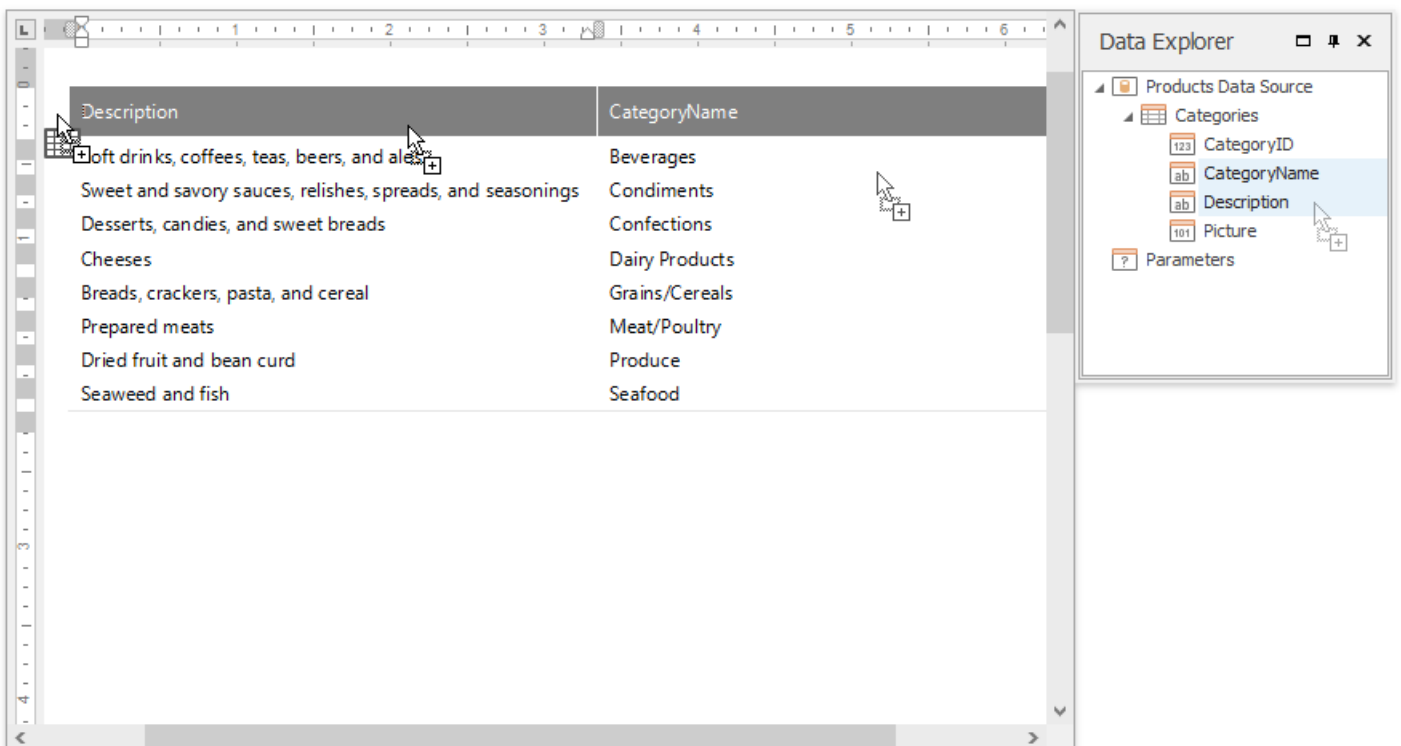 L 1 2 3 4 5 6
Data Explorer
Products Data Source
Categories
123 CategoryID
ab CategoryName
ab Description
101 Picture
? Parameters
Description CategoryName
Soft drinks, coffees, teas, beers, and ales Beverages
Sweet and savory sauces, relishes, spreads, and seasonings Condiments
Desserts, candies, and sweet breads Confections
Cheeses Dairy Products
Breads, crackers, pasta, and cereal Grains/Cereals
Prepared meats Meat/Poultry
Dried fruit and bean curd Produce
Seaweed and fish Seafood
0
1
3
4